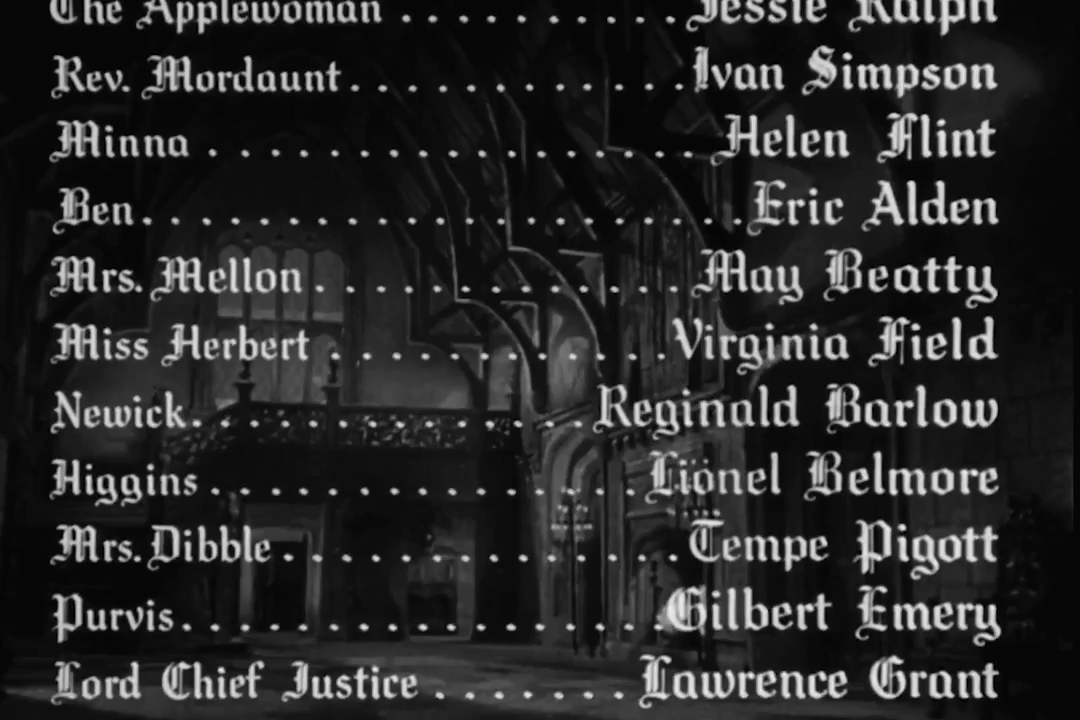 The Applewoman . . . . . . . . . . Jessie Ralph
Rev. Mordaunt . . . . . . . . . . . . Ivan Simpson
Minna . . . . . . . . . . . . . . . . . . Helen Flint
Ben . . . . . . . . . . . . . . . . . . . . . Eric Alden
Mrs. Mellon . . . . . . . . . . . . . May Beatty
Miss Herbert . . . . . . . . . . . . Virginia Field
Newick . . . . . . . . . . . . . . Reginald Barlow
Higgins . . . . . . . . . . . . . . . Lionel Belmore
Mrs. Dibble . . . . . . . . . . . . . . Tempe Pigott
Purvis . . . . . . . . . . . . . . . . . Gilbert Emery
Lord Chief Justice . . . . . . . Lawrence Grant